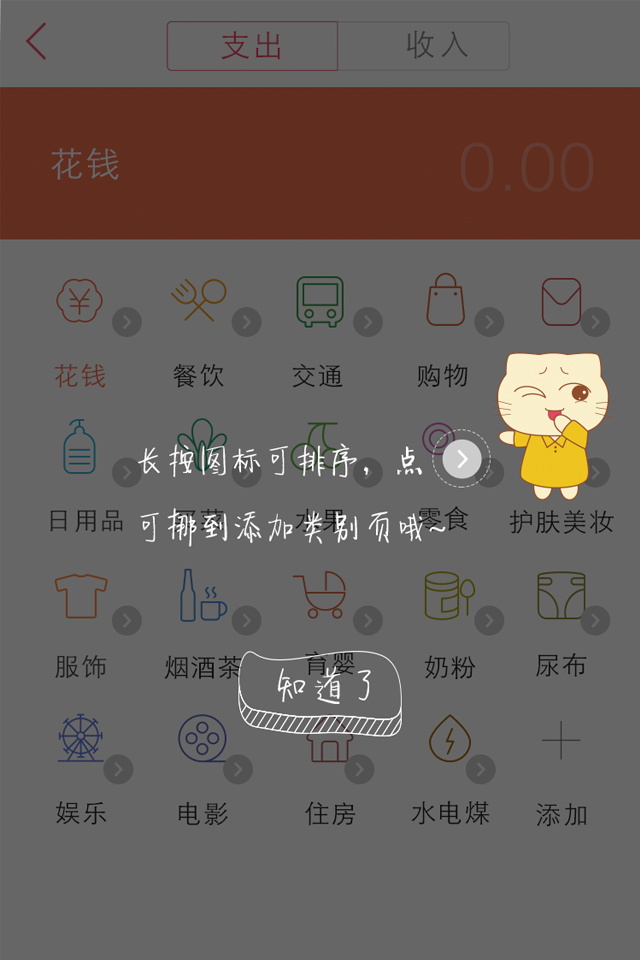 支出 收入
花钱 0.00
花钱 餐饮 交通 购物
长按图标可排序，点
日用品 买菜 水果 零食 护肤美妆
可挪到添加类别页哦~
服饰 烟酒茶 育婴 奶粉 尿布
知道了
娱乐 电影 住房 水电煤 添加